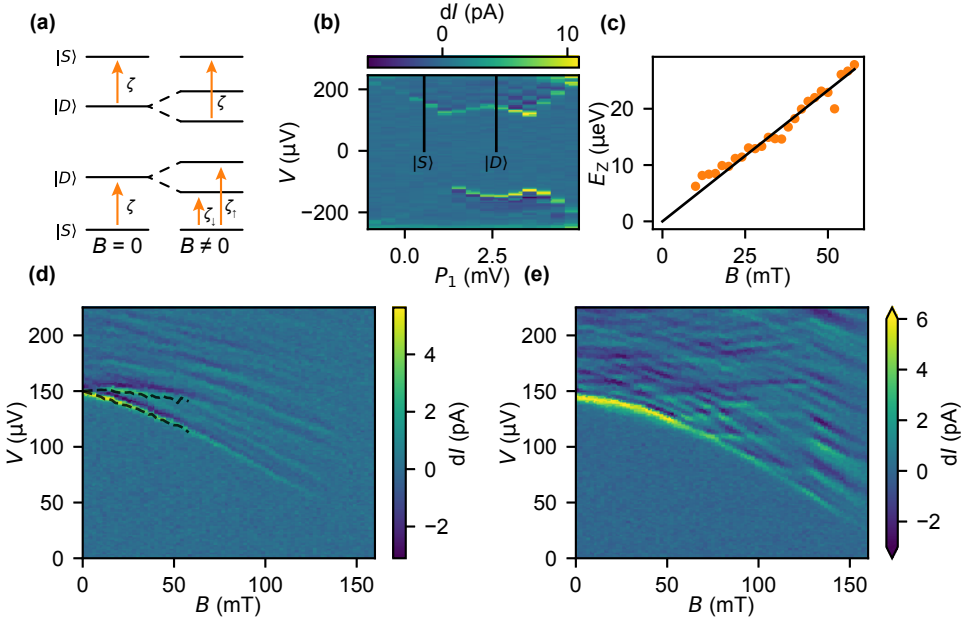 (a)
|S⟩
ζ
ζ
|D⟩
|D⟩
ζ
ζ↓
ζ↑
|S⟩
B = 0
B ≠ 0
(b)
dI (pA)
0
10
V (μV)
200
0
−200
|S⟩
|D⟩
0.0
2.5
P1 (mV)
(c)
EZ (μeV)
20
10
0
0
25
50
B (mT)
(d)
V (μV)
200
150
100
50
0
0
50
100
150
B (mT)
4
2
0
−2
dI (pA)
(e)
V (μV)
200
150
100
50
0
0
50
100
150
B (mT)
6
4
2
0
−2
dI (pA)